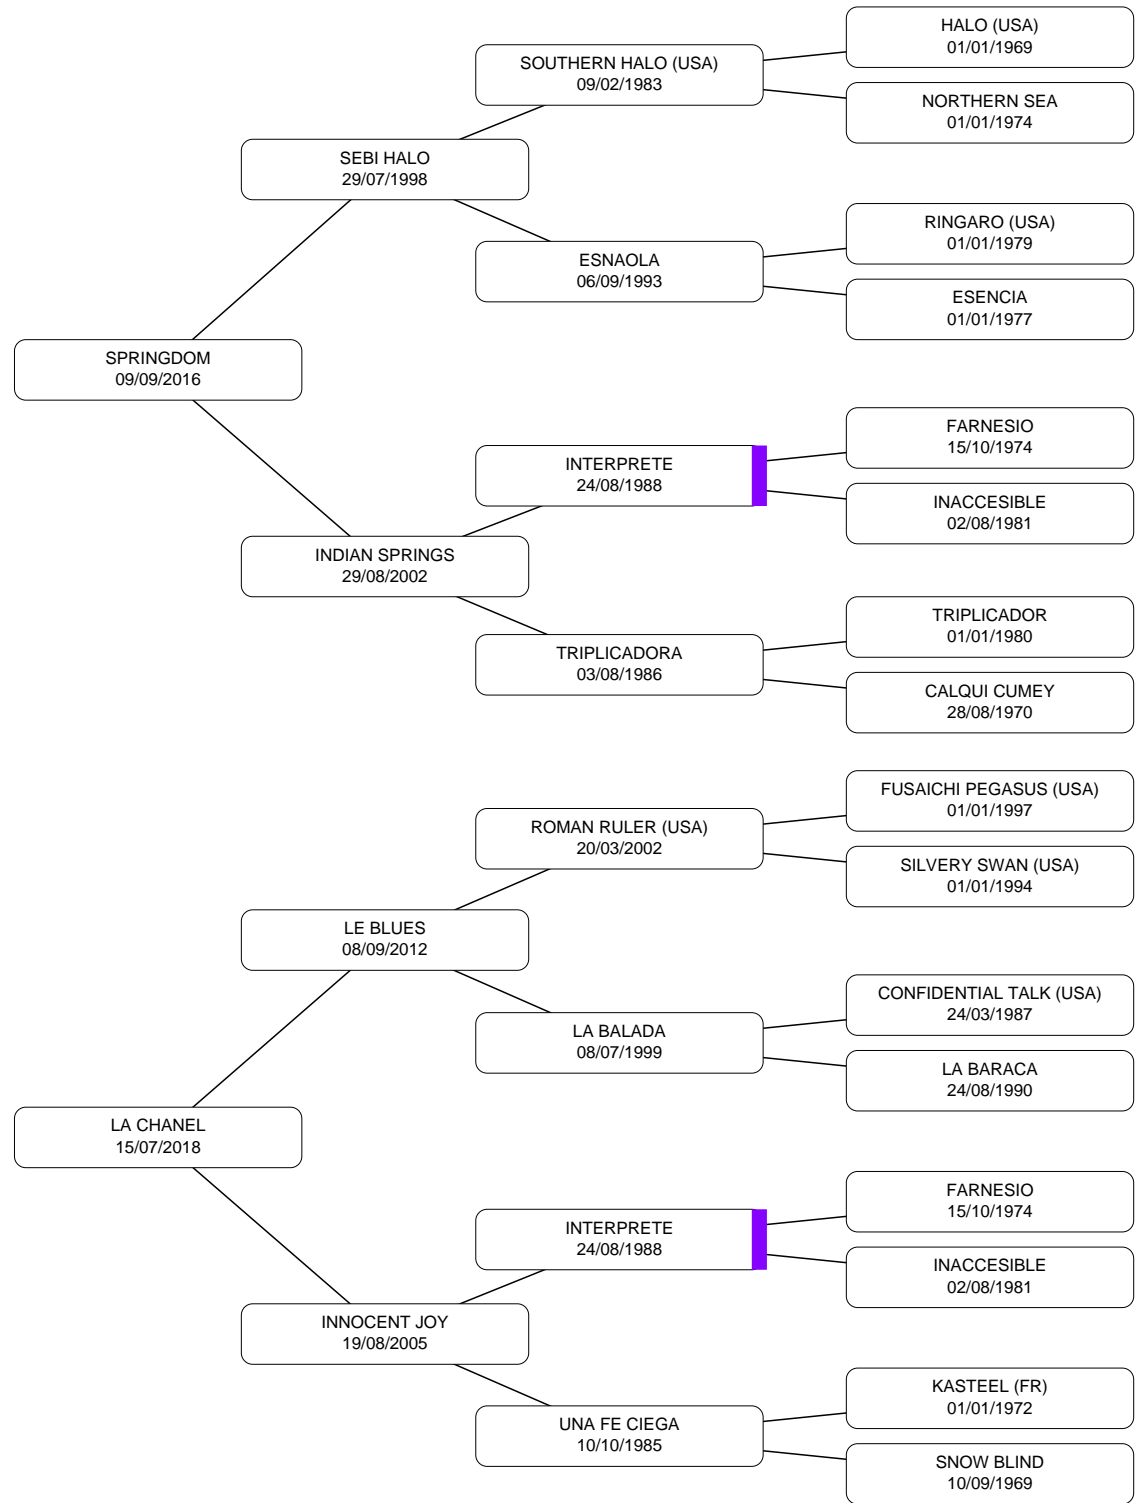 HALO (USA)
01/01/1969
SOUTHERN HALO (USA)
09/02/1983
NORTHERN SEA
01/01/1974
SEBI HALO
29/07/1998
RINGARO (USA)
01/01/1979
ESNAOLA
06/09/1993
ESENCIA
01/01/1977
SPRINGDOM
09/09/2016
FARNESIO
15/10/1974
INTERPRETE
24/08/1988
INACCESIBLE
02/08/1981
INDIAN SPRINGS
29/08/2002
TRIPLICADOR
01/01/1980
TRIPLICADORA
03/08/1986
CALQUI CUMEY
28/08/1970
FUSAICHI PEGASUS (USA)
01/01/1997
ROMAN RULER (USA)
20/03/2002
SILVERY SWAN (USA)
01/01/1994
LE BLUES
08/09/2012
CONFIDENTIAL TALK (USA)
24/03/1987
LA BALADA
08/07/1999
LA BARACA
24/08/1990
LA CHANEL
15/07/2018
FARNESIO
15/10/1974
INTERPRETE
24/08/1988
INACCESIBLE
02/08/1981
INNOCENT JOY
19/08/2005
KASTEEL (FR)
01/01/1972
UNA FE CIEGA
10/10/1985
SNOW BLIND
10/09/1969